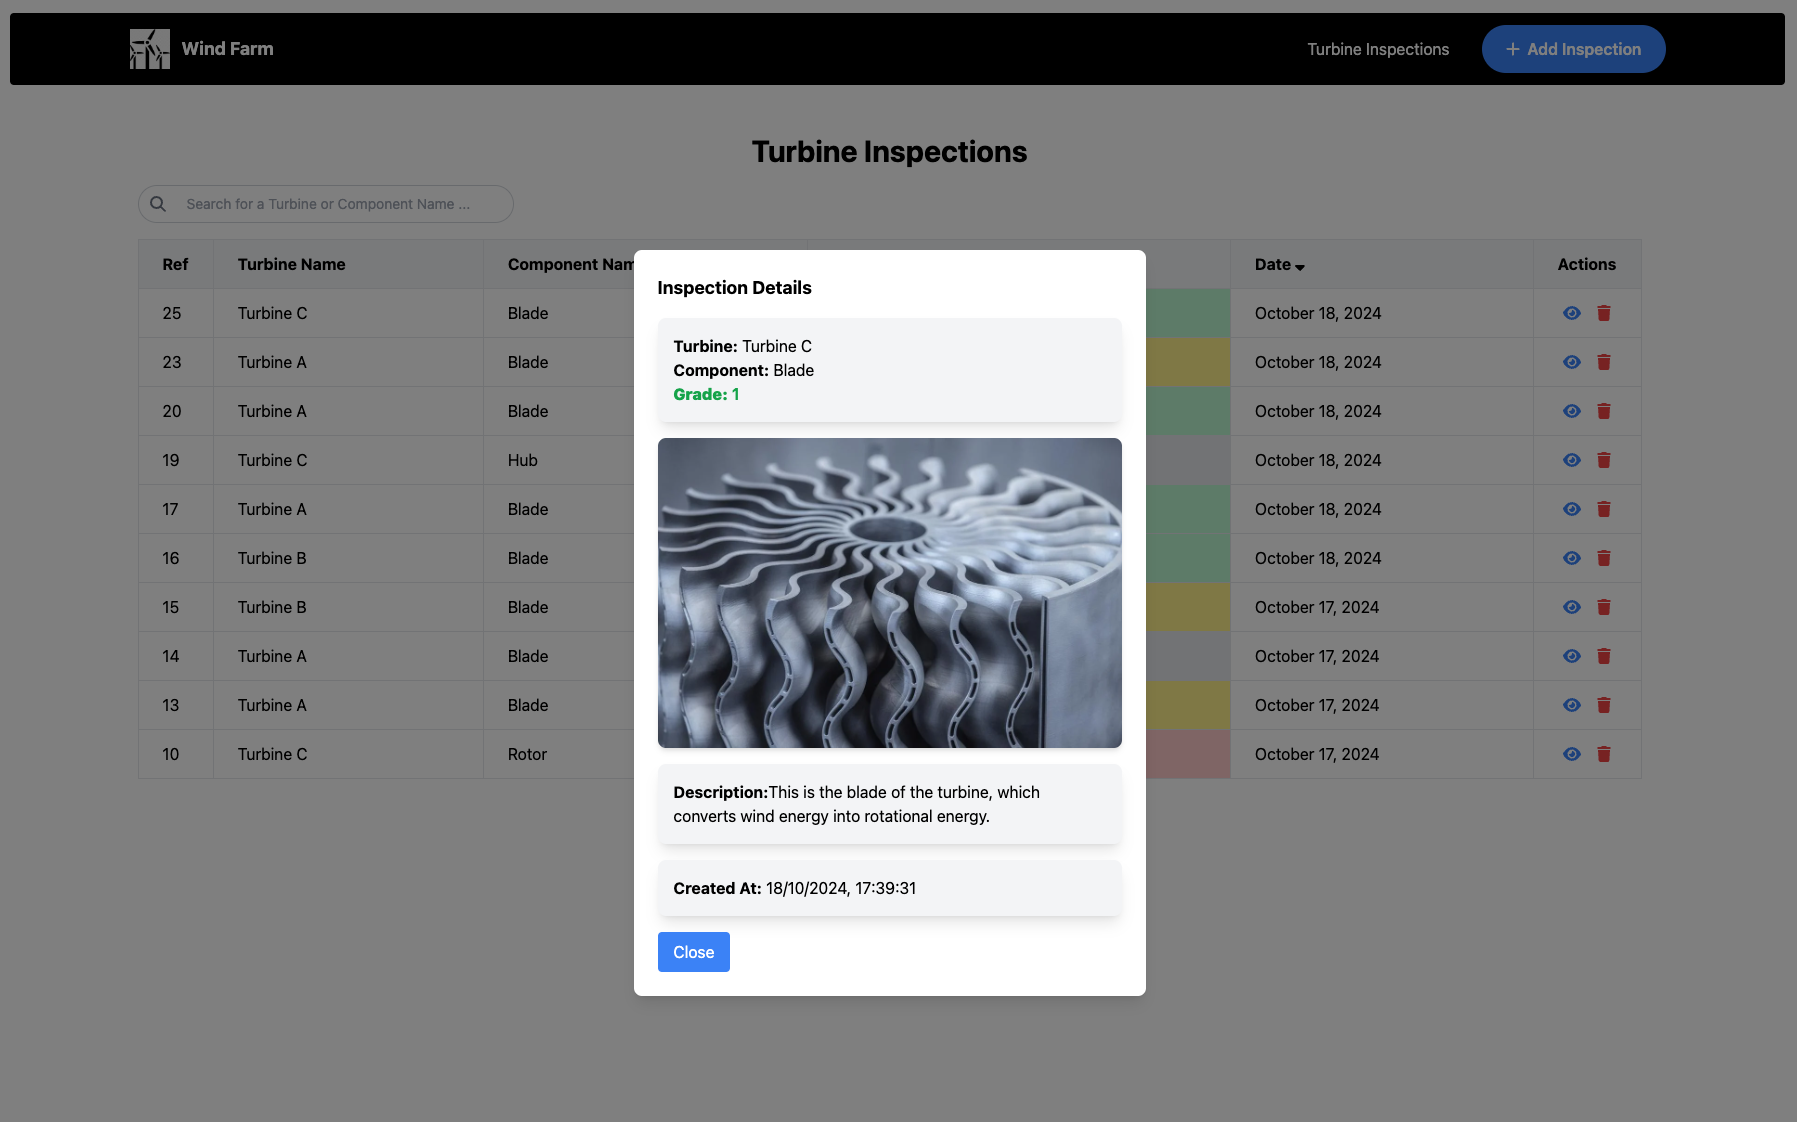 Wind Farm
Turbine Inspections
Add Inspection
Turbine Inspections
Search for a Turbine or Component Name ...
Ref Turbine Name Component Nam Date Actions
25 Turbine C Blade October 18, 2024
23 Turbine A Blade October 18, 2024
20 Turbine A Blade October 18, 2024
19 Turbine C Hub October 18, 2024
17 Turbine A Blade October 18, 2024
16 Turbine B Blade October 18, 2024
15 Turbine B Blade October 17, 2024
14 Turbine A Blade October 17, 2024
13 Turbine A Blade October 17, 2024
10 Turbine C Rotor October 17, 2024
Inspection Details
Turbine: Turbine C
Component: Blade
Grade: 1
Description:This is the blade of the turbine, which
converts wind energy into rotational energy.
Created At: 18/10/2024, 17:39:31
Close